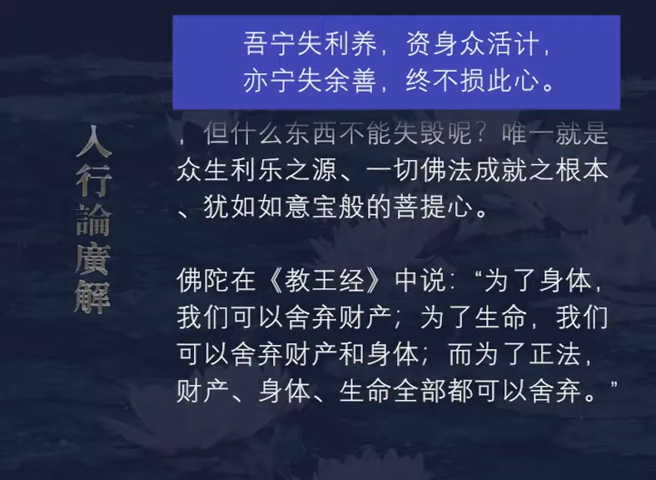 吾宁失利养，资身众活计，
亦宁失余善，终不损此心。
，但什么东西不能失毁呢？唯一就是
众生利乐之源、一切佛法成就之根本
、犹如如意宝般的菩提心。
佛陀在《教王经》中说：“为了身体，
我们可以舍弃财产；为了生命，我们
可以舍弃财产和身体；而为了正法，
财产、身体、生命全部都可以舍弃。”
入行論廣解